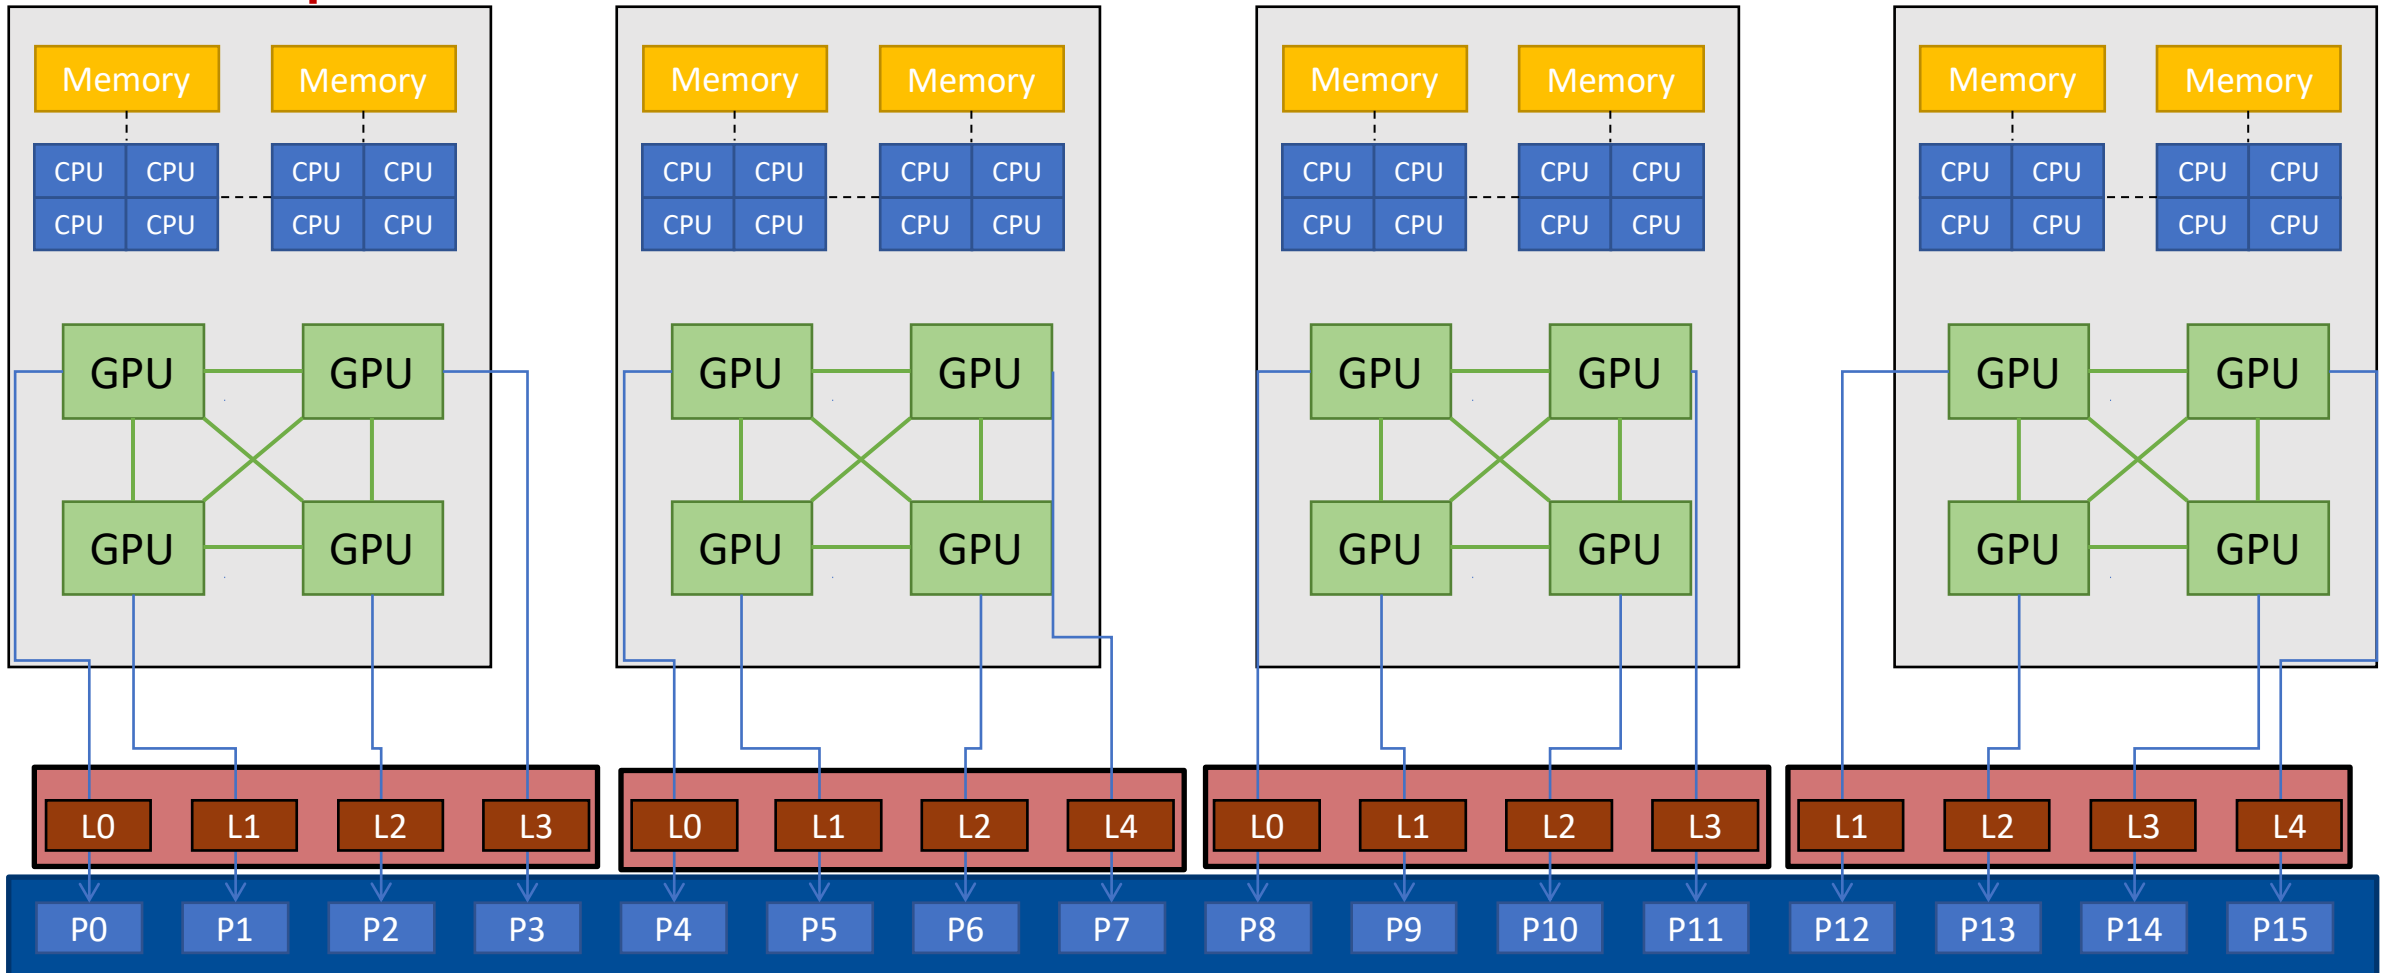 Memory Memory Memory Memory Memory Memory Memory Memory
CPU CPU CPU CPU CPU CPU CPU CPU CPU CPU CPU CPU CPU CPU CPU CPU
CPU CPU CPU CPU CPU CPU CPU CPU CPU CPU CPU CPU CPU CPU CPU CPU
GPU GPU GPU GPU GPU GPU GPU GPU
GPU GPU GPU GPU GPU GPU GPU GPU
L0 L1 L2 L3 L0 L1 L2 L4 L0 L1 L2 L3 L1 L2 L3 L4
P0 P1 P2 P3 P4 P5 P6 P7 P8 P9 P10 P11 P12 P13 P14 P15